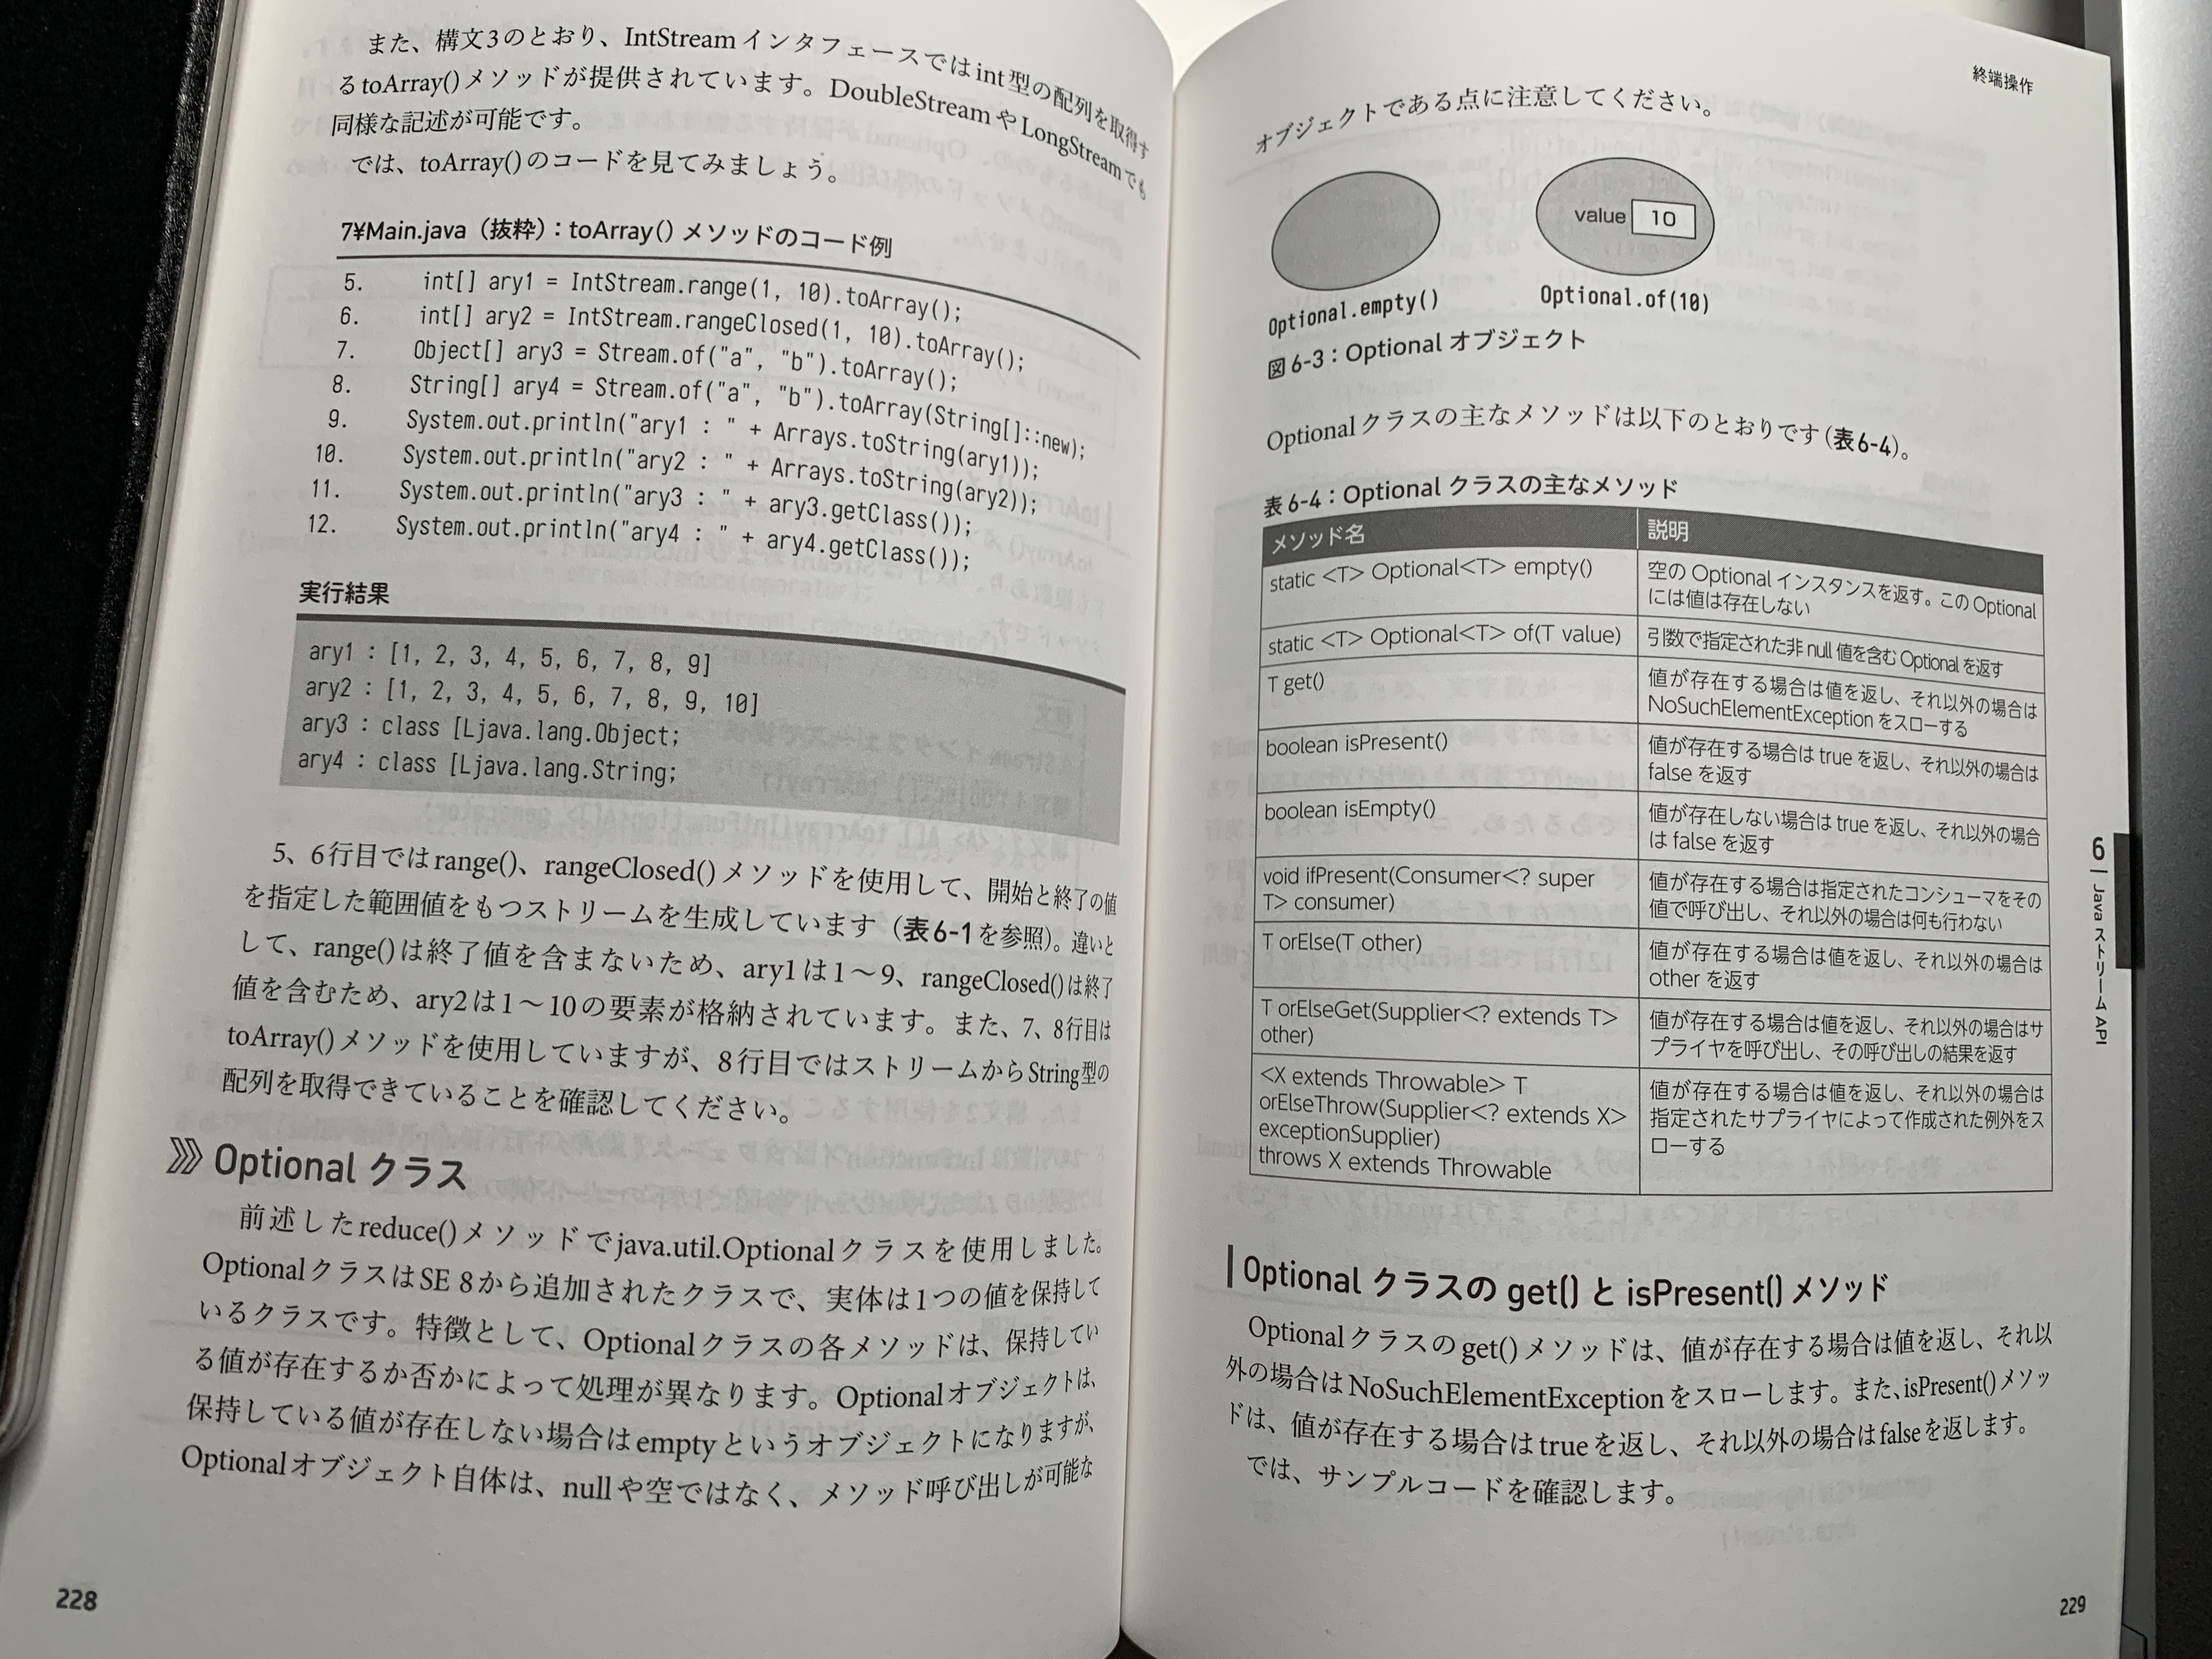 また、構文3のとおり、IntStreamインタフェースではint型の配列を取得す
るtoArray()メソッドが提供されています。DoubleStreamやLongStreamでも
同様な記述が可能です。
では、toArray()のコードを見てみましょう。
7¥Main.java（抜粋）：toArray() メソッドのコード例
5. int[] ary1 = IntStream.range(1, 10).toArray();
6. int[] ary2 = IntStream.rangeClosed(1, 10).toArray();
7. Object[] ary3 = Stream.of("a", "b").toArray();
8. String[] ary4 = Stream.of("a", "b").toArray(String[]::new);
9. System.out.println("ary1 : " + Arrays.toString(ary1));
10. System.out.println("ary2 : " + Arrays.toString(ary2));
11. System.out.println("ary3 : " + ary3.getClass());
12. System.out.println("ary4 : " + ary4.getClass());
実行結果
ary1 : [1, 2, 3, 4, 5, 6, 7, 8, 9]
ary2 : [1, 2, 3, 4, 5, 6, 7, 8, 9, 10]
ary3 : class [Ljava.lang.Object;
ary4 : class [Ljava.lang.String;
5、6行目ではrange()、rangeClosed()メソッドを使用して、開始と終了の値
を指定した範囲値をもつストリームを生成しています（表6-1を参照）。違いと
して、range()は終了値を含まないため、ary1は1～9、rangeClosed()は終了
値を含むため、ary2は1～10の要素が格納されています。また、7、8行目は
toArray()メソッドを使用していますが、8行目ではストリームからString型の
配列を取得できていることを確認してください。
Optional クラス
前述したreduce()メソッドでjava.util.Optionalクラスを使用しました。
OptionalクラスはSE 8から追加されたクラスで、実体は1つの値を保持して
いるクラスです。特徴として、Optionalクラスの各メソッドは、保持してい
る値が存在するか否かによって処理が異なります。Optionalオブジェクトは、
保持している値が存在しない場合はemptyというオブジェクトになりますが、
Optionalオブジェクト自体は、nullや空ではなく、メソッド呼び出しが可能な
228
終端操作
オブジェクトである点に注意してください。
value 10
Optional.empty() Optional.of(10)
図6-3：Optional オブジェクト
Optionalクラスの主なメソッドは以下のとおりです（表6-4）。
表6-4：Optional クラスの主なメソッド
メソッド名 説明
static <T> Optional<T> empty() 空の Optional インスタンスを返す。この Optional
には値は存在しない
static <T> Optional<T> of(T value) 引数で指定された非 null 値を含む Optional を返す
T get() 値が存在する場合は値を返し、それ以外の場合は
NoSuchElementException をスローする
boolean isPresent() 値が存在する場合は true を返し、それ以外の場合は
false を返す
boolean isEmpty() 値が存在しない場合は true を返し、それ以外の場合
は false を返す
void ifPresent(Consumer<? super 値が存在する場合は指定されたコンシューマをその
T> consumer) 値で呼び出し、それ以外の場合は何も行わない
T orElse(T other) 値が存在する場合は値を返し、それ以外の場合は
other を返す
T orElseGet(Supplier<? extends T> 値が存在する場合は値を返し、それ以外の場合はサ
other) プライヤを呼び出し、その呼び出しの結果を返す
<X extends Throwable> T 値が存在する場合は値を返し、それ以外の場合は
orElseThrow(Supplier<? extends X> 指定されたサプライヤによって作成された例外をス
exceptionSupplier) ローする
throws X extends Throwable
Optional クラスの get() と isPresent() メソッド
Optionalクラスのget()メソッドは、値が存在する場合は値を返し、それ以
外の場合はNoSuchElementExceptionをスローします。また、isPresent()メソッ
ドは、値が存在する場合はtrueを返し、それ以外の場合はfalseを返します。
では、サンプルコードを確認します。
6 Java ストリーム API
229